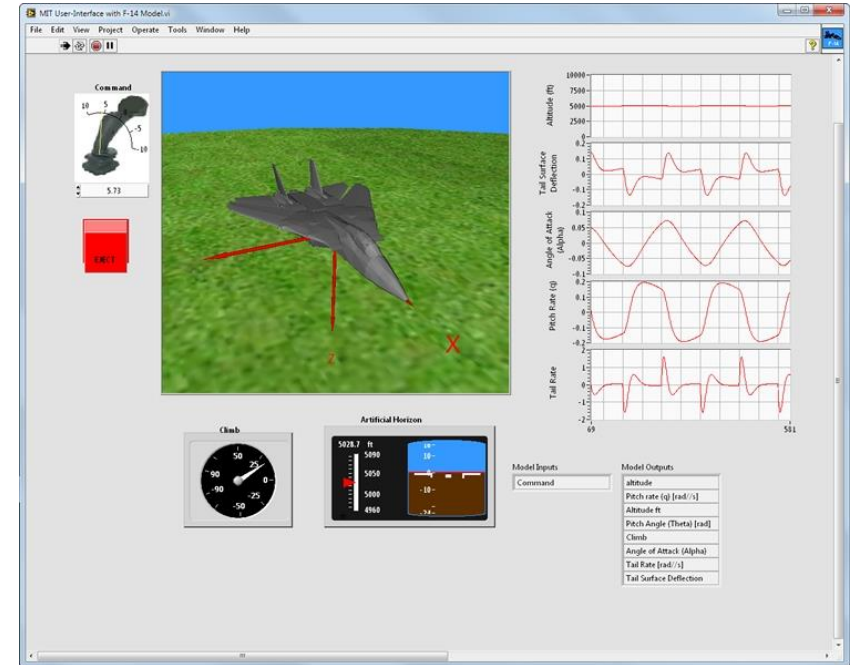 MIT User-Interface with F-14 Model.vi
File Edit View Project Operate Tools Window Help
F-14
Command
10 5 -5 -10
5.73
EJECT
X
Z
Altitude (ft)
10000
7500
5000
2500
0
Tail Surface Deflection
0.2
0.1
0
-0.1
-0.2
Angle of Attack (Alpha)
0.1
0.05
0
-0.05
-0.1
Pitch Rate (q)
0.2
0.1
0
-0.1
-0.2
Tail Rate
2
1
0
-1
-2
69 581
Climb
50
25
0
-25
-50
-90
90
Artificial Horizon
5028.7 ft
5090
5050
5000
4960
10
-10
Model Inputs
Command
Model Outputs
altitude
Pitch rate (q) [rad//s]
Altitude ft
Pitch Angle (Theta) [rad]
Climb
Angle of Attack (Alpha)
Tail Rate [rad//s]
Tail Surface Deflection